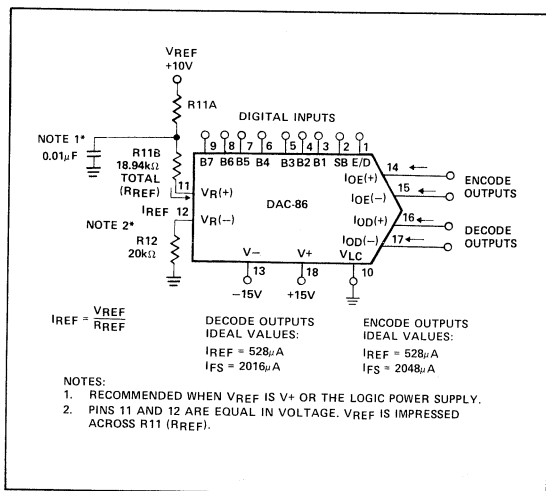 VREF
+10V
R11A
DIGITAL INPUTS
NOTE 1*
0.01µF
R11B
18.94kΩ
TOTAL
(RREF)
9 8 7 6 5 4 3 2 1
B7 B6 B5 B4 B3 B2 B1 SB E/D
14
IOE(+)
15
IOE(−)
ENCODE
OUTPUTS
11
VR(+)
DAC-86
IREF
12
VR(−)
16
IOD(+)
17
IOD(−)
DECODE
OUTPUTS
NOTE 2*
R12
20kΩ
V−
V+
VLC
13
18
10
−15V
+15V
IREF = VREF
RREF
DECODE OUTPUTS
IDEAL VALUES:
IREF = 528µA
IFS = 2016µA
ENCODE OUTPUTS
IDEAL VALUES:
IREF = 528µA
IFS = 2048µA
NOTES:
1. RECOMMENDED WHEN VREF IS V+ OR THE LOGIC POWER SUPPLY.
2. PINS 11 AND 12 ARE EQUAL IN VOLTAGE. VREF IS IMPRESSED
ACROSS R11 (RREF).